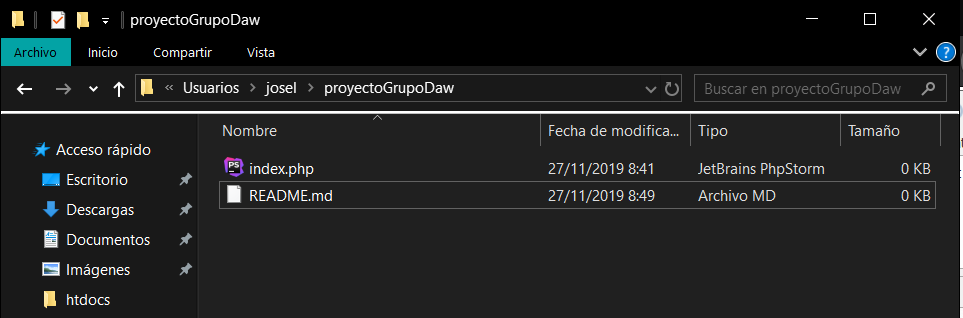 proyectoGrupoDaw
Archivo Inicio Compartir Vista
« Usuarios › josel › proyectoGrupoDaw
Buscar en proyectoGrupoDaw
Nombre Fecha de modifica... Tipo Tamaño
Acceso rápido
Escritorio
Descargas
Documentos
Imágenes
htdocs
PS index.php 27/11/2019 8:41 JetBrains PhpStorm 0 KB
README.md 27/11/2019 8:49 Archivo MD 0 KB